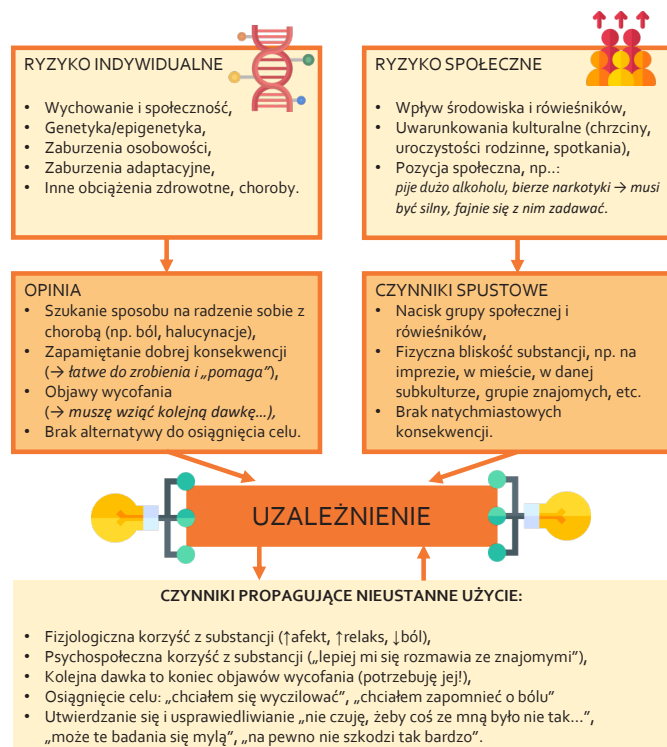 RYZYKO INDYWIDUALNE
• Wychowanie i społeczność,
• Genetyka/epigenetyka,
• Zaburzenia osobowości,
• Zaburzenia adaptacyjne,
• Inne obciążenia zdrowotne, choroby.
RYZYKO SPOŁECZNE
• Wpływ środowiska i rówieśników,
• Uwarunkowania kulturalne (chrzciny,
uroczystości rodzinne, spotkania),
• Pozycja społeczna, np..:
pije dużo alkoholu, bierze narkotyki → musi
być silny, fajnie się z nim zadawać.
OPINIA
• Szukanie sposobu na radzenie sobie z
chorobą (np. ból, halucynacje),
• Zapamiętanie dobrej konsekwencji
(→ łatwe do zrobienia i „pomaga”),
• Objawy wycofania
(→ muszę wziąć kolejną dawkę...),
• Brak alternatywy do osiągnięcia celu.
CZYNNIKI SPUSTOWE
• Nacisk grupy społecznej i
rówieśników,
• Fizyczna bliskość substancji, np. na
imprezie, w mieście, w danej
subkulturze, grupie znajomych, etc.
• Brak natychmiastowych
konsekwencji.
UZALEŻNIENIE
CZYNNIKI PROPAGUJĄCE NIEUSTANNE UŻYCIE:
• Fizjologiczna korzyść z substancji (↑afekt, ↑relaks, ↓ból),
• Psychospołeczna korzyść z substancji („lepiej mi się rozmawia ze znajomymi”),
• Kolejna dawka to koniec objawów wycofania (potrzebuję jej!),
• Osiągnięcie celu: „chciałem się wyczilować”, „chciałem zapomnieć o bólu”
• Utwierdzanie się i usprawiedliwianie „nie czuję, żeby coś ze mną było nie tak...”,
„może te badania się mylą”, „na pewno nie szkodzi tak bardzo”.